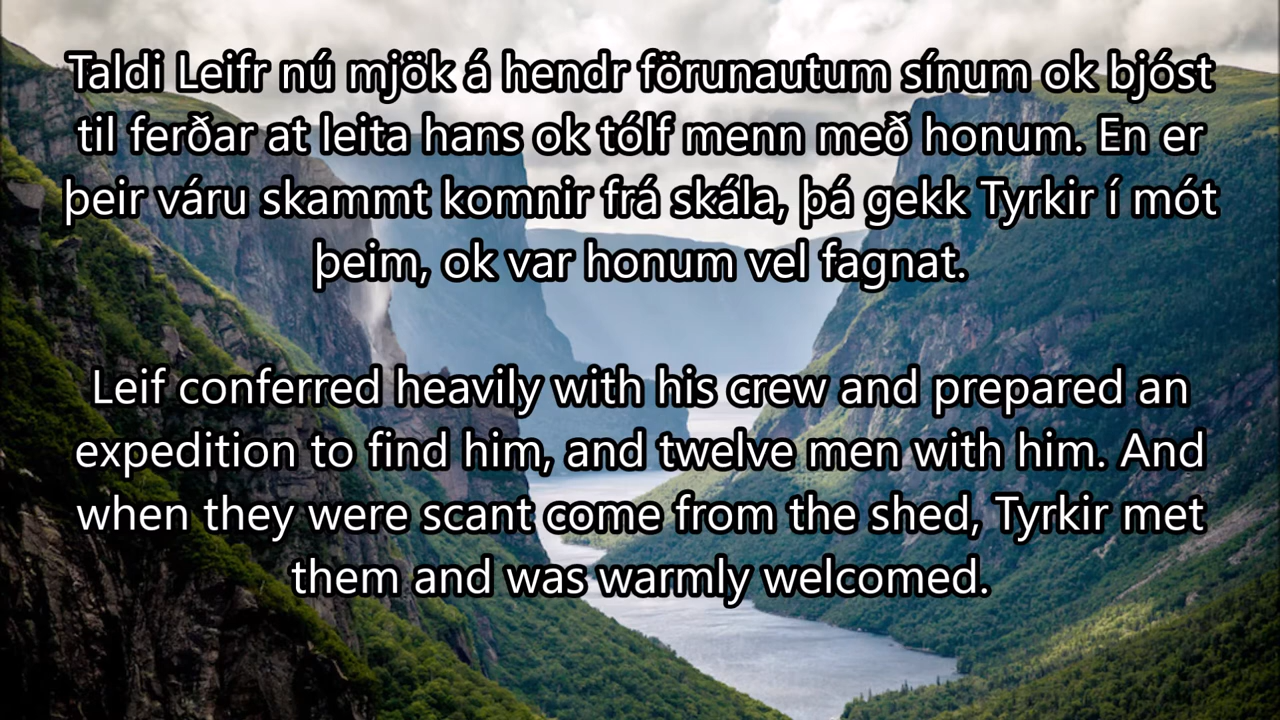 Taldi Leifr nú mjök á hendr förunautum sínum ok bjóst
til ferðar at leita hans ok tólf menn með honum. En er
þeir váru skammt komnir frá skála, þá gekk Tyrkir í mót
þeim, ok var honum vel fagnat.
Leif conferred heavily with his crew and prepared an
expedition to find him, and twelve men with him. And
when they were scant come from the shed, Tyrkir met
them and was warmly welcomed.